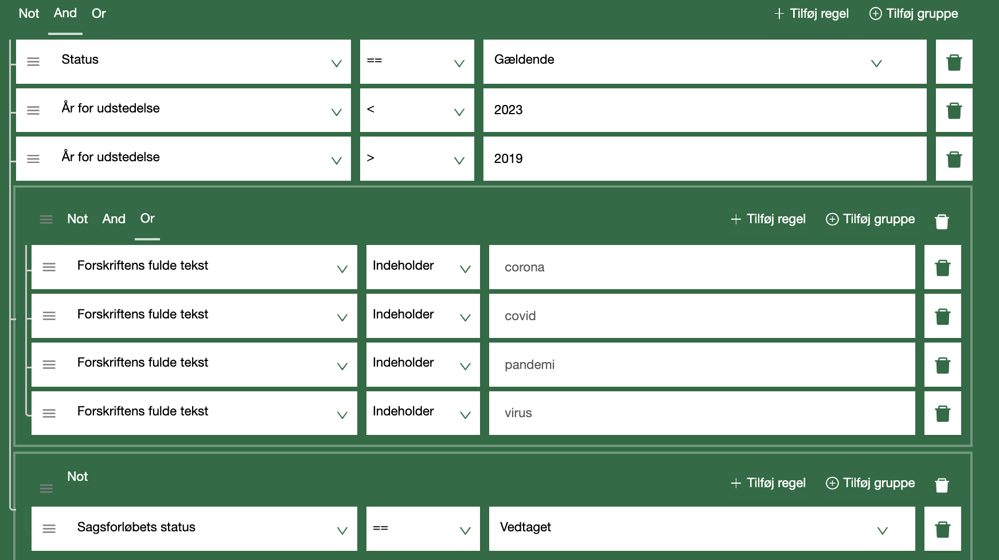 Not And Or + Tilføj regel Tilføj gruppe
Status == Gældende
År for udstedelse < 2023
År for udstedelse > 2019
Not And Or + Tilføj regel Tilføj gruppe
Forskriftens fulde tekst Indeholder corona
Forskriftens fulde tekst Indeholder covid
Forskriftens fulde tekst Indeholder pandemi
Forskriftens fulde tekst Indeholder virus
Not + Tilføj regel Tilføj gruppe
Sagsforløbets status == Vedtaget